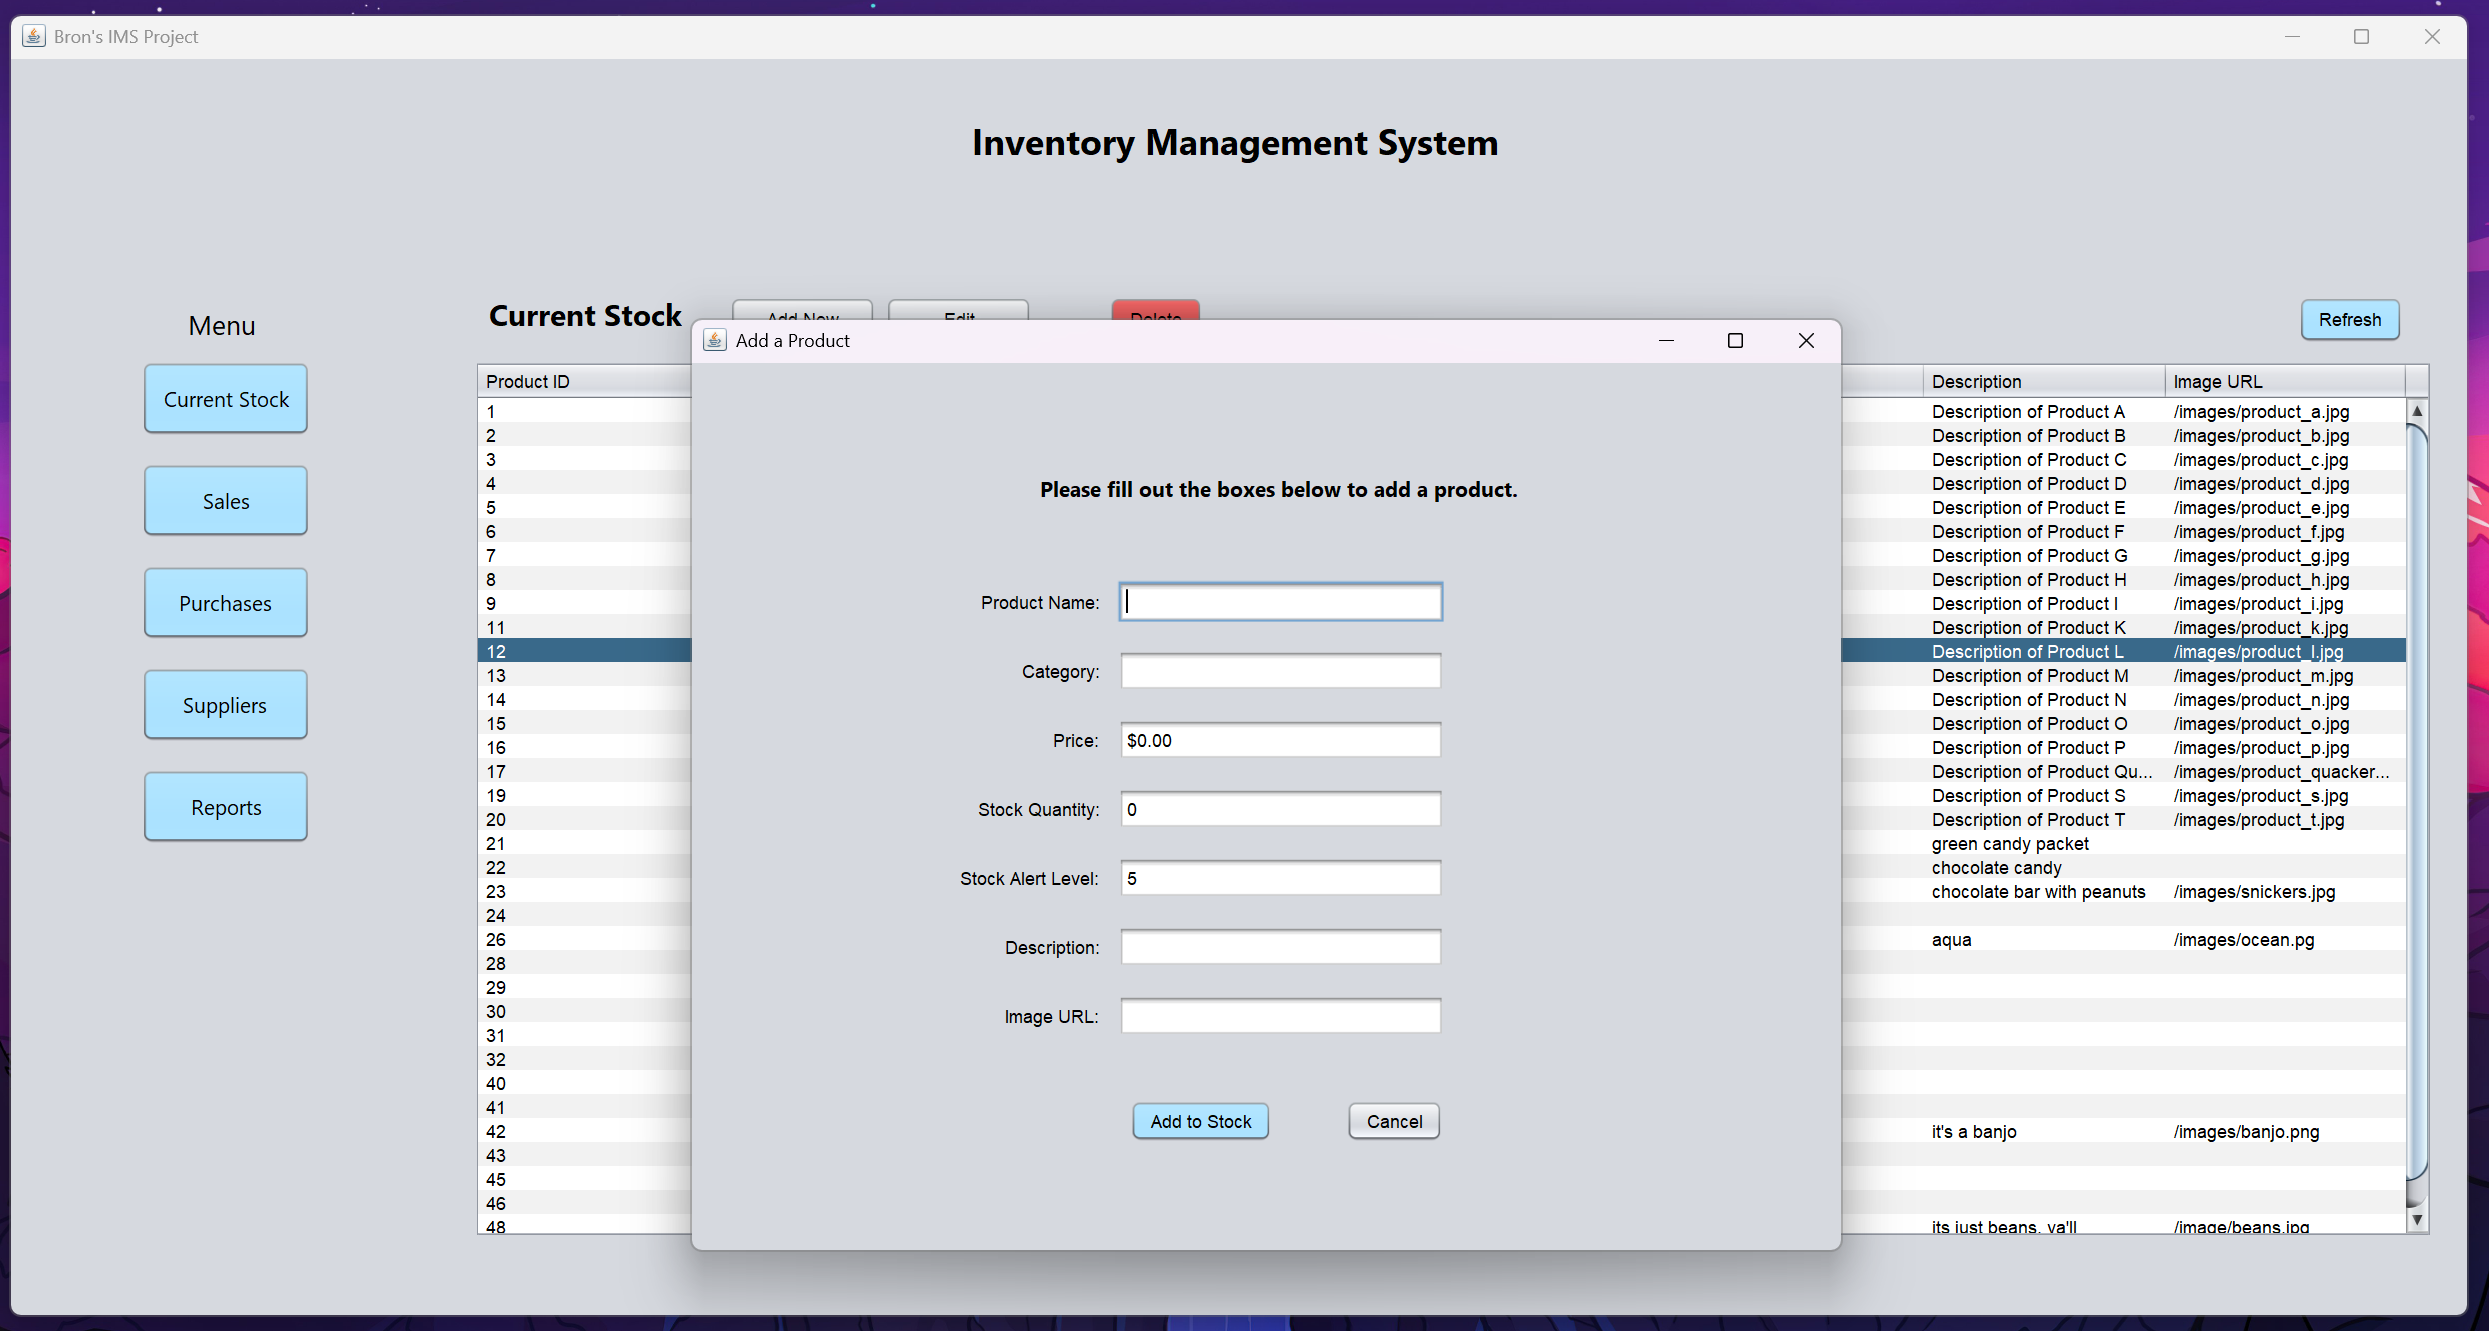 Bron's IMS Project
Inventory Management System
Menu
Current Stock
Sales
Purchases
Suppliers
Reports
Current Stock
Add New
Edit
Delete
Refresh
Add a Product
Please fill out the boxes below to add a product.
Product Name:
Category:
Price: $0.00
Stock Quantity: 0
Stock Alert Level: 5
Description:
Image URL:
Add to Stock
Cancel
Product ID Description Image URL
1 Description of Product A /images/product_a.jpg
2 Description of Product B /images/product_b.jpg
3 Description of Product C /images/product_c.jpg
4 Description of Product D /images/product_d.jpg
5 Description of Product E /images/product_e.jpg
6 Description of Product F /images/product_f.jpg
7 Description of Product G /images/product_g.jpg
8 Description of Product H /images/product_h.jpg
9 Description of Product I /images/product_i.jpg
11 Description of Product K /images/product_k.jpg
12 Description of Product L /images/product_l.jpg
13 Description of Product M /images/product_m.jpg
14 Description of Product N /images/product_n.jpg
15 Description of Product O /images/product_o.jpg
16 Description of Product P /images/product_p.jpg
17 Description of Product Qu... /images/product_quacker...
19 Description of Product S /images/product_s.jpg
20 Description of Product T /images/product_t.jpg
21 green candy packet
22 chocolate candy
23 chocolate bar with peanuts /images/snickers.jpg
24
26 aqua /images/ocean.pg
28
29
30
31
32
40
41
42 it's a banjo /images/banjo.png
43
45
46
48 its just beans, ya'll /image/beans.jpg